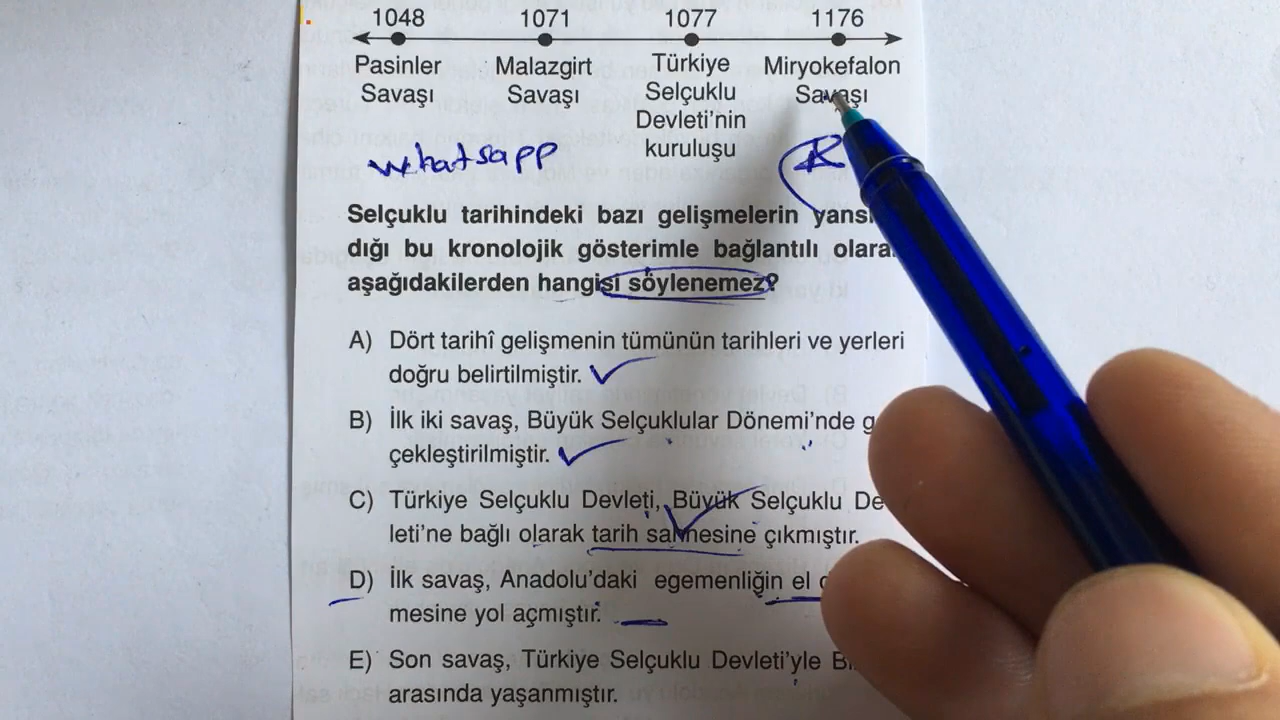 1048 1071 1077 1176
Pasinler Malazgirt Türkiye Miryokefalon
Savaşı Savaşı Selçuklu Savaşı
Devleti'nin
kuruluşu
whatsapp
Selçuklu tarihindeki bazı gelişmelerin yansı
dığı bu kronolojik gösterimle bağlantılı olara
aşağıdakilerden hangisi söylenemez?
A) Dört tarihî gelişmenin tümünün tarihleri ve yerleri
doğru belirtilmiştir.
B) İlk iki savaş, Büyük Selçuklular Dönemi'nde g
çekleştirilmiştir.
C) Türkiye Selçuklu Devleti, Büyük Selçuklu De
leti'ne bağlı olarak tarih sahnesine çıkmıştır.
D) İlk savaş, Anadolu'daki egemenliğin el
mesine yol açmıştır.
E) Son savaş, Türkiye Selçuklu Devleti'yle
arasında yaşanmıştır.